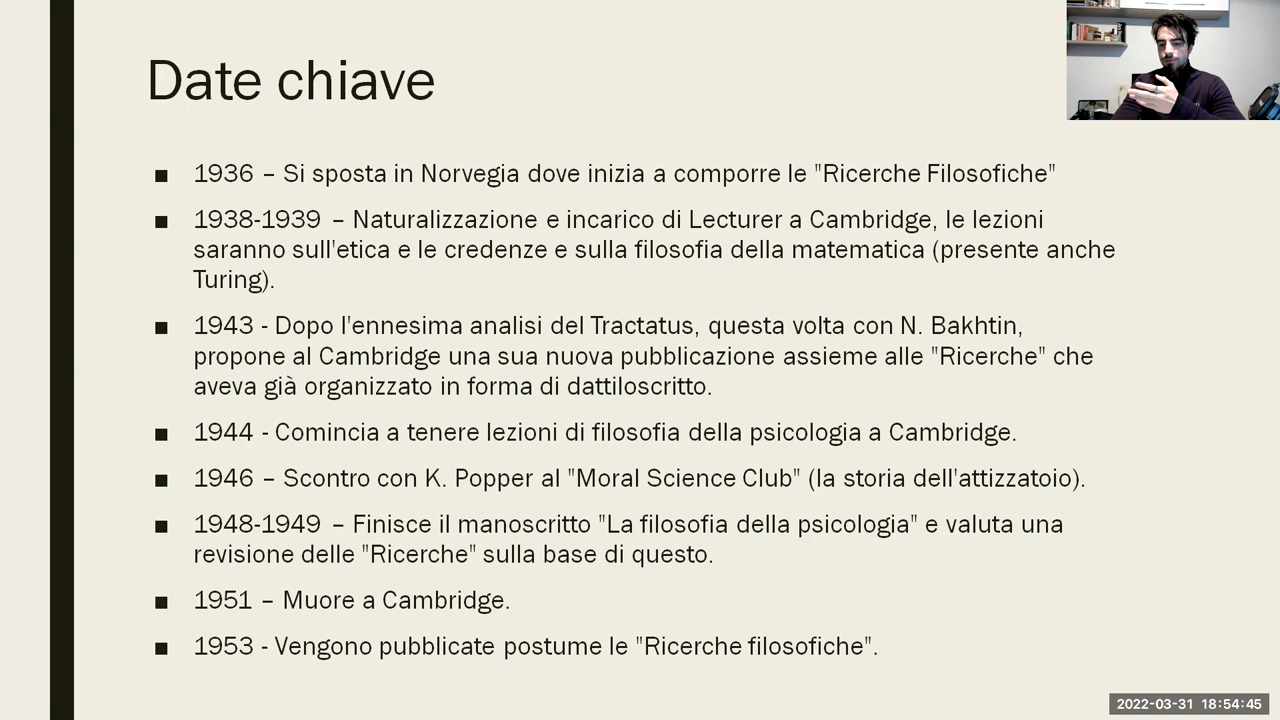 Date chiave
■ 1936 – Si sposta in Norvegia dove inizia a comporre le "Ricerche Filosofiche"
■ 1938-1939 – Naturalizzazione e incarico di Lecturer a Cambridge, le lezioni
saranno sull'etica e le credenze e sulla filosofia della matematica (presente anche
Turing).
■ 1943 - Dopo l'ennesima analisi del Tractatus, questa volta con N. Bakhtin,
propone al Cambridge una sua nuova pubblicazione assieme alle "Ricerche" che
aveva già organizzato in forma di dattiloscritto.
■ 1944 - Comincia a tenere lezioni di filosofia della psicologia a Cambridge.
■ 1946 – Scontro con K. Popper al "Moral Science Club" (la storia dell'attizzatoio).
■ 1948-1949 – Finisce il manoscritto "La filosofia della psicologia" e valuta una
revisione delle "Ricerche" sulla base di questo.
■ 1951 – Muore a Cambridge.
■ 1953 - Vengono pubblicate postume le "Ricerche filosofiche".
2022-03-31 18:54:45